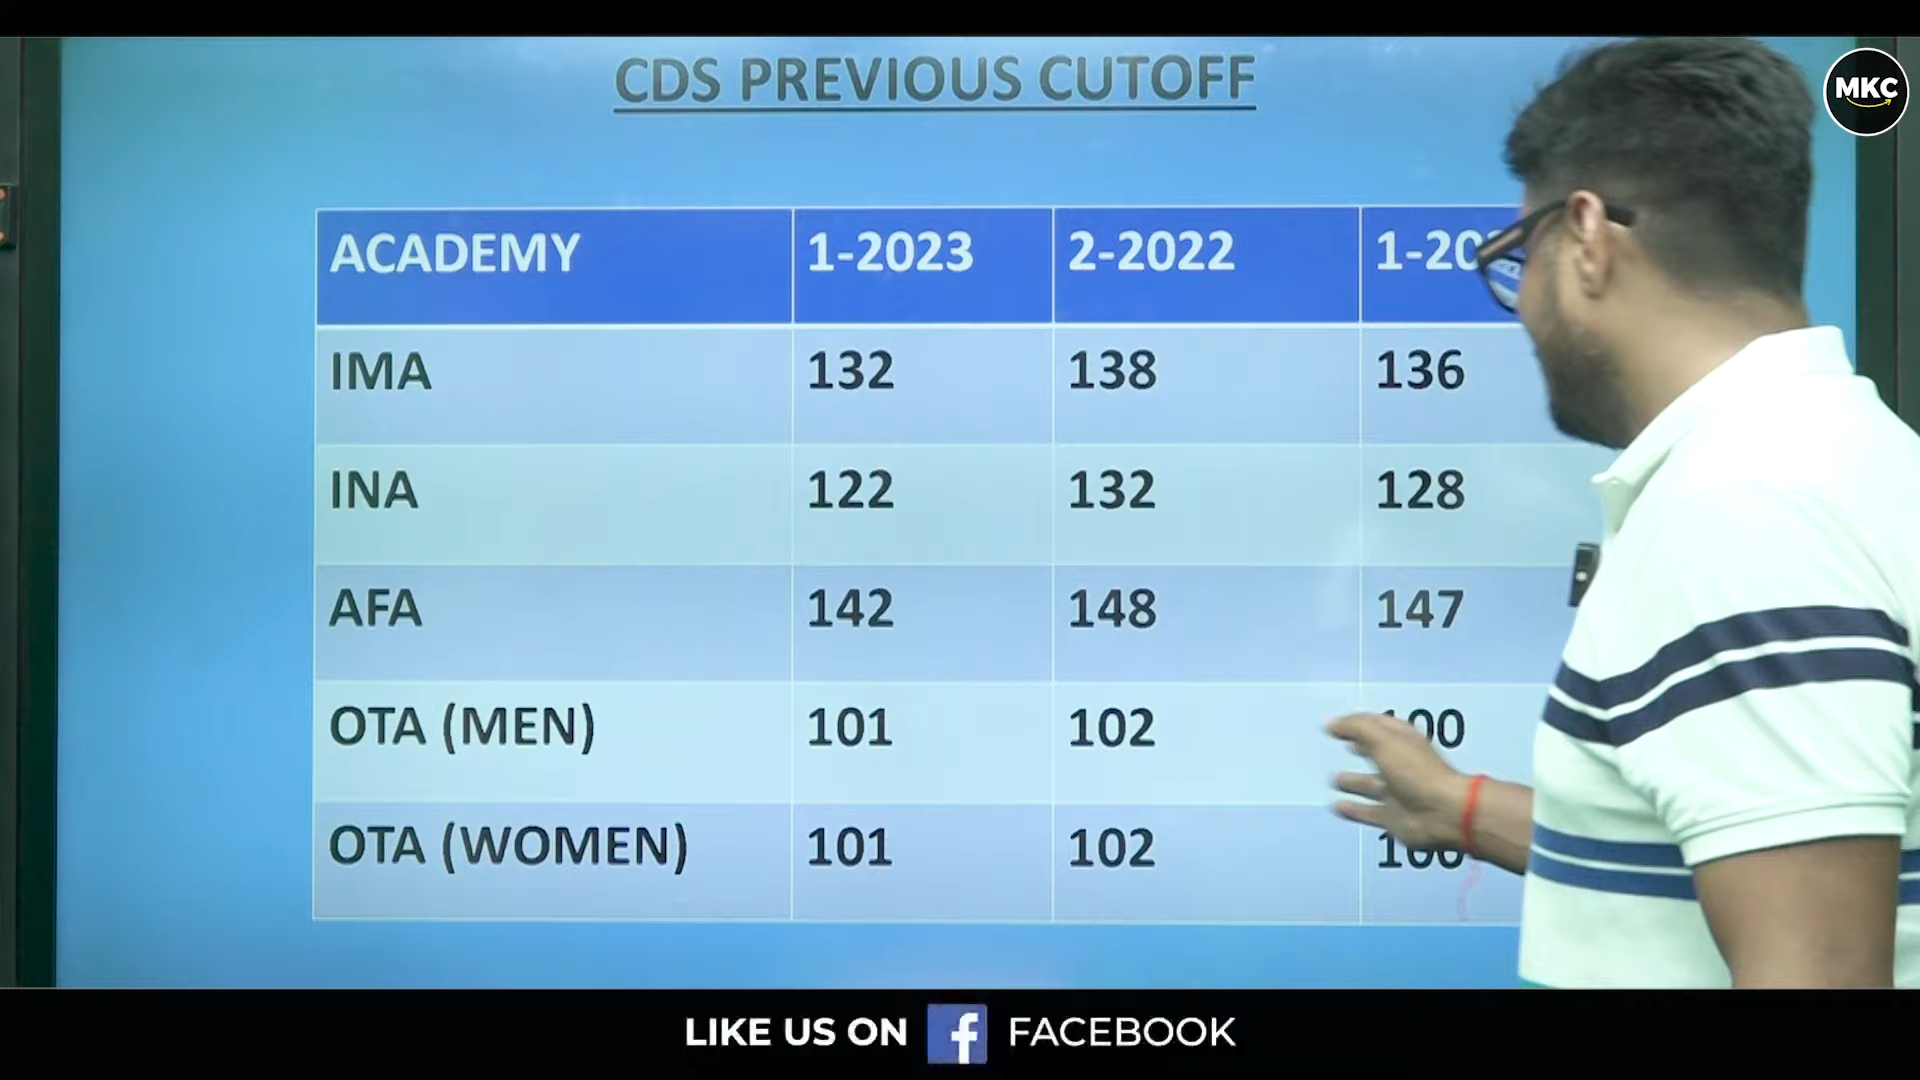 CDS PREVIOUS CUTOFF
MKC
ACADEMY 1-2023 2-2022
IMA 132 138 136
INA 122 132 128
AFA 142 148 147
OTA (MEN) 101 102
OTA (WOMEN) 101 102
LIKE US ON f FACEBOOK